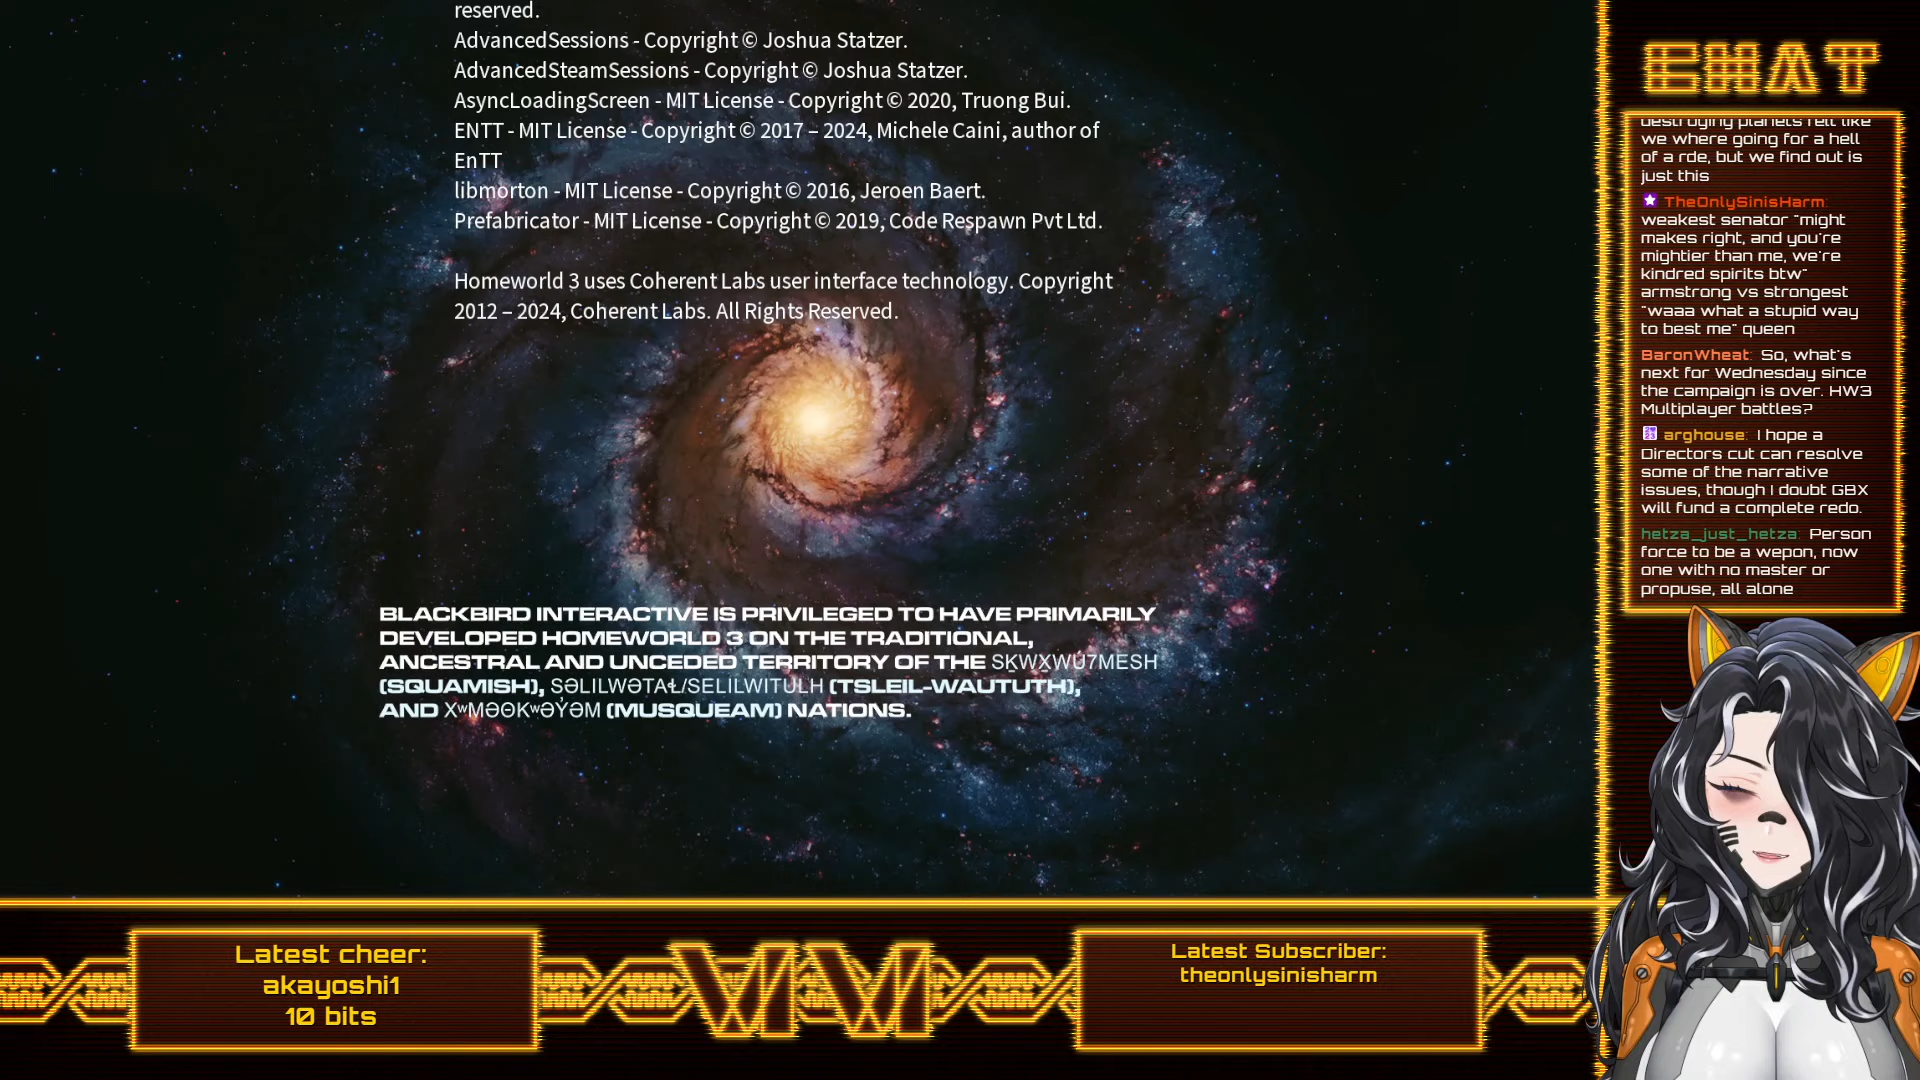 reserved.
AdvancedSessions - Copyright © Joshua Statzer.
AdvancedSteamSessions - Copyright © Joshua Statzer.
AsyncLoadingScreen - MIT License - Copyright © 2020, Truong Bui.
ENTT - MIT License - Copyright © 2017 – 2024, Michele Caini, author of
EnTT
libmorton - MIT License - Copyright © 2016, Jeroen Baert.
Prefabricator - MIT License - Copyright © 2019, Code Respawn Pvt Ltd.
Homeworld 3 uses Coherent Labs user interface technology. Copyright
2012 – 2024, Coherent Labs. All Rights Reserved.
BLACKBIRD INTERACTIVE IS PRIVILEGED TO HAVE PRIMARILY
DEVELOPED HOMEWORLD 3 ON THE TRADITIONAL,
ANCESTRAL AND UNCEDED TERRITORY OF THE SḴWX̱WÚ7MESH
(SQUAMISH), SƏLILWƏTAⱢ/SELILWITULH (TSLEIL-WAUTUTH),
AND XʷMƏΘKʷƏY̓ƏM (MUSQUEAM) NATIONS.
CHAT
destroying planets felt like
we where going for a hell
of a rde, but we find out is
just this
TheOnlySinisHarm:
weakest senator "might
makes right, and you're
mightier than me, we're
kindred spirits btw"
armstrong vs strongest
"waaa what a stupid way
to best me" queen
BaronWheat: So, what's
next for Wednesday since
the campaign is over. HW3
Multiplayer battles?
arghouse: I hope a
Directors cut can resolve
some of the narrative
issues, though I doubt GBX
will fund a complete redo.
hetza_just_hetza: Person
force to be a wepon, now
one with no master or
propuse, all alone
Latest cheer:
akayoshi1
10 bits
Latest Subscriber:
theonlysinisharm